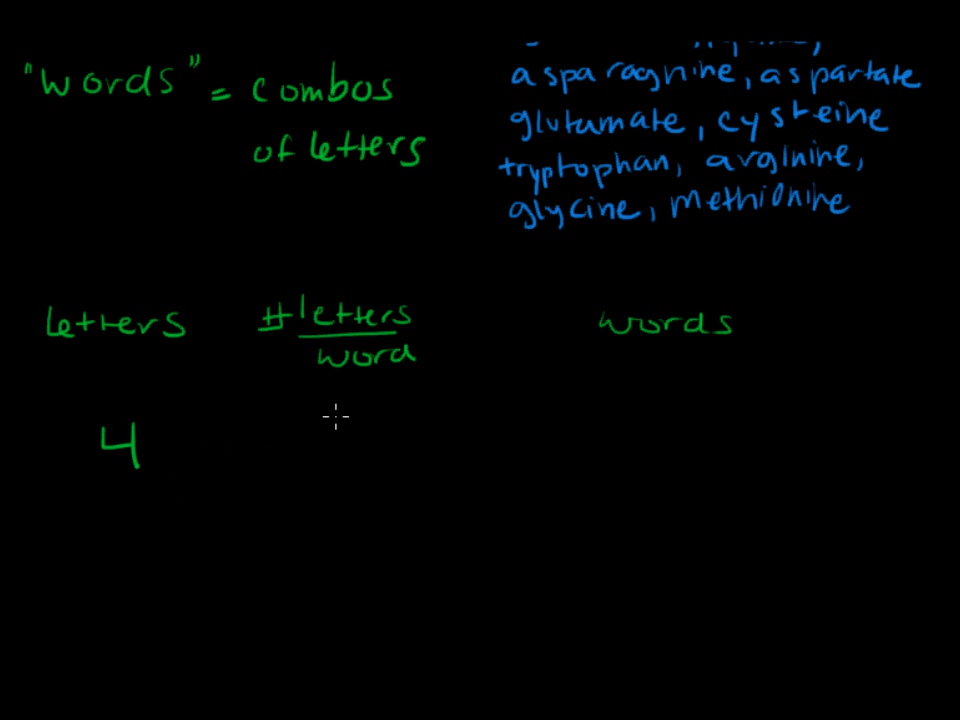 "words" = combos
of letters
asparagnine, aspartate
glutamate, cysteine
tryptophan, arginine,
glycine, methionine
letters
#letters
word
words
4